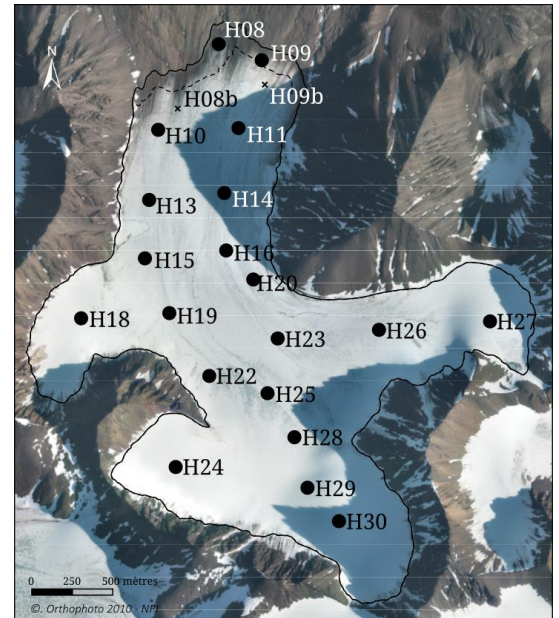 H08
H09
N
H08b
H09b
H10
H11
H13
H14
H15
H16
H20
H18
H19
H23
H26
H27
H22
H25
H28
H24
H29
H30
0 250 500 mètres
©. Orthophoto 2010 - NPI